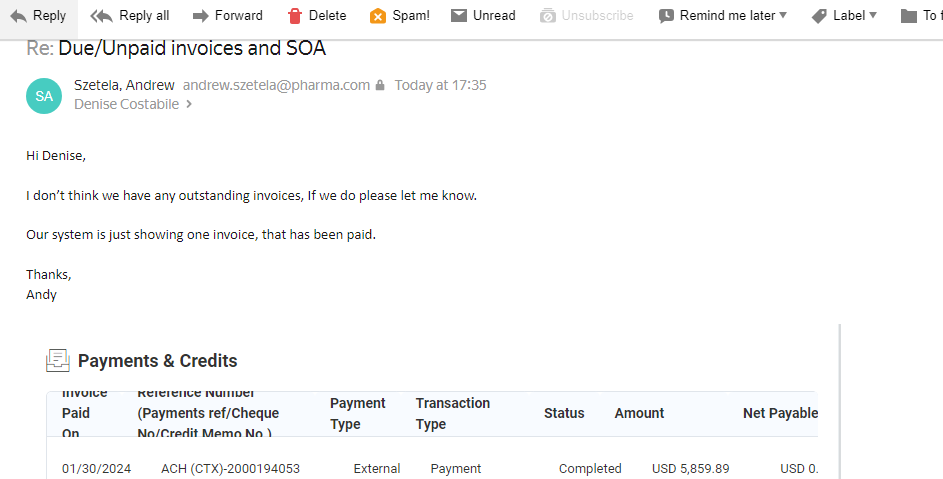 Reply Reply all Forward Delete Spam! Unread Unsubscribe Remind me later Label To f
Re: Due/Unpaid invoices and SOA
SA
Szetela, Andrew andrew.szetela@pharma.com Today at 17:35
Denise Costabile
Hi Denise,
I don't think we have any outstanding invoices, If we do please let me know.
Our system is just showing one invoice, that has been paid.
Thanks,
Andy
Payments & Credits
Invoice Paid On
Reference Number (Payments ref/Cheque No/Credit Memo No.)
Payment Type
Transaction Type
Status
Amount
Net Payable
01/30/2024 ACH (CTX)-2000194053 External Payment Completed USD 5,859.89 USD 0.